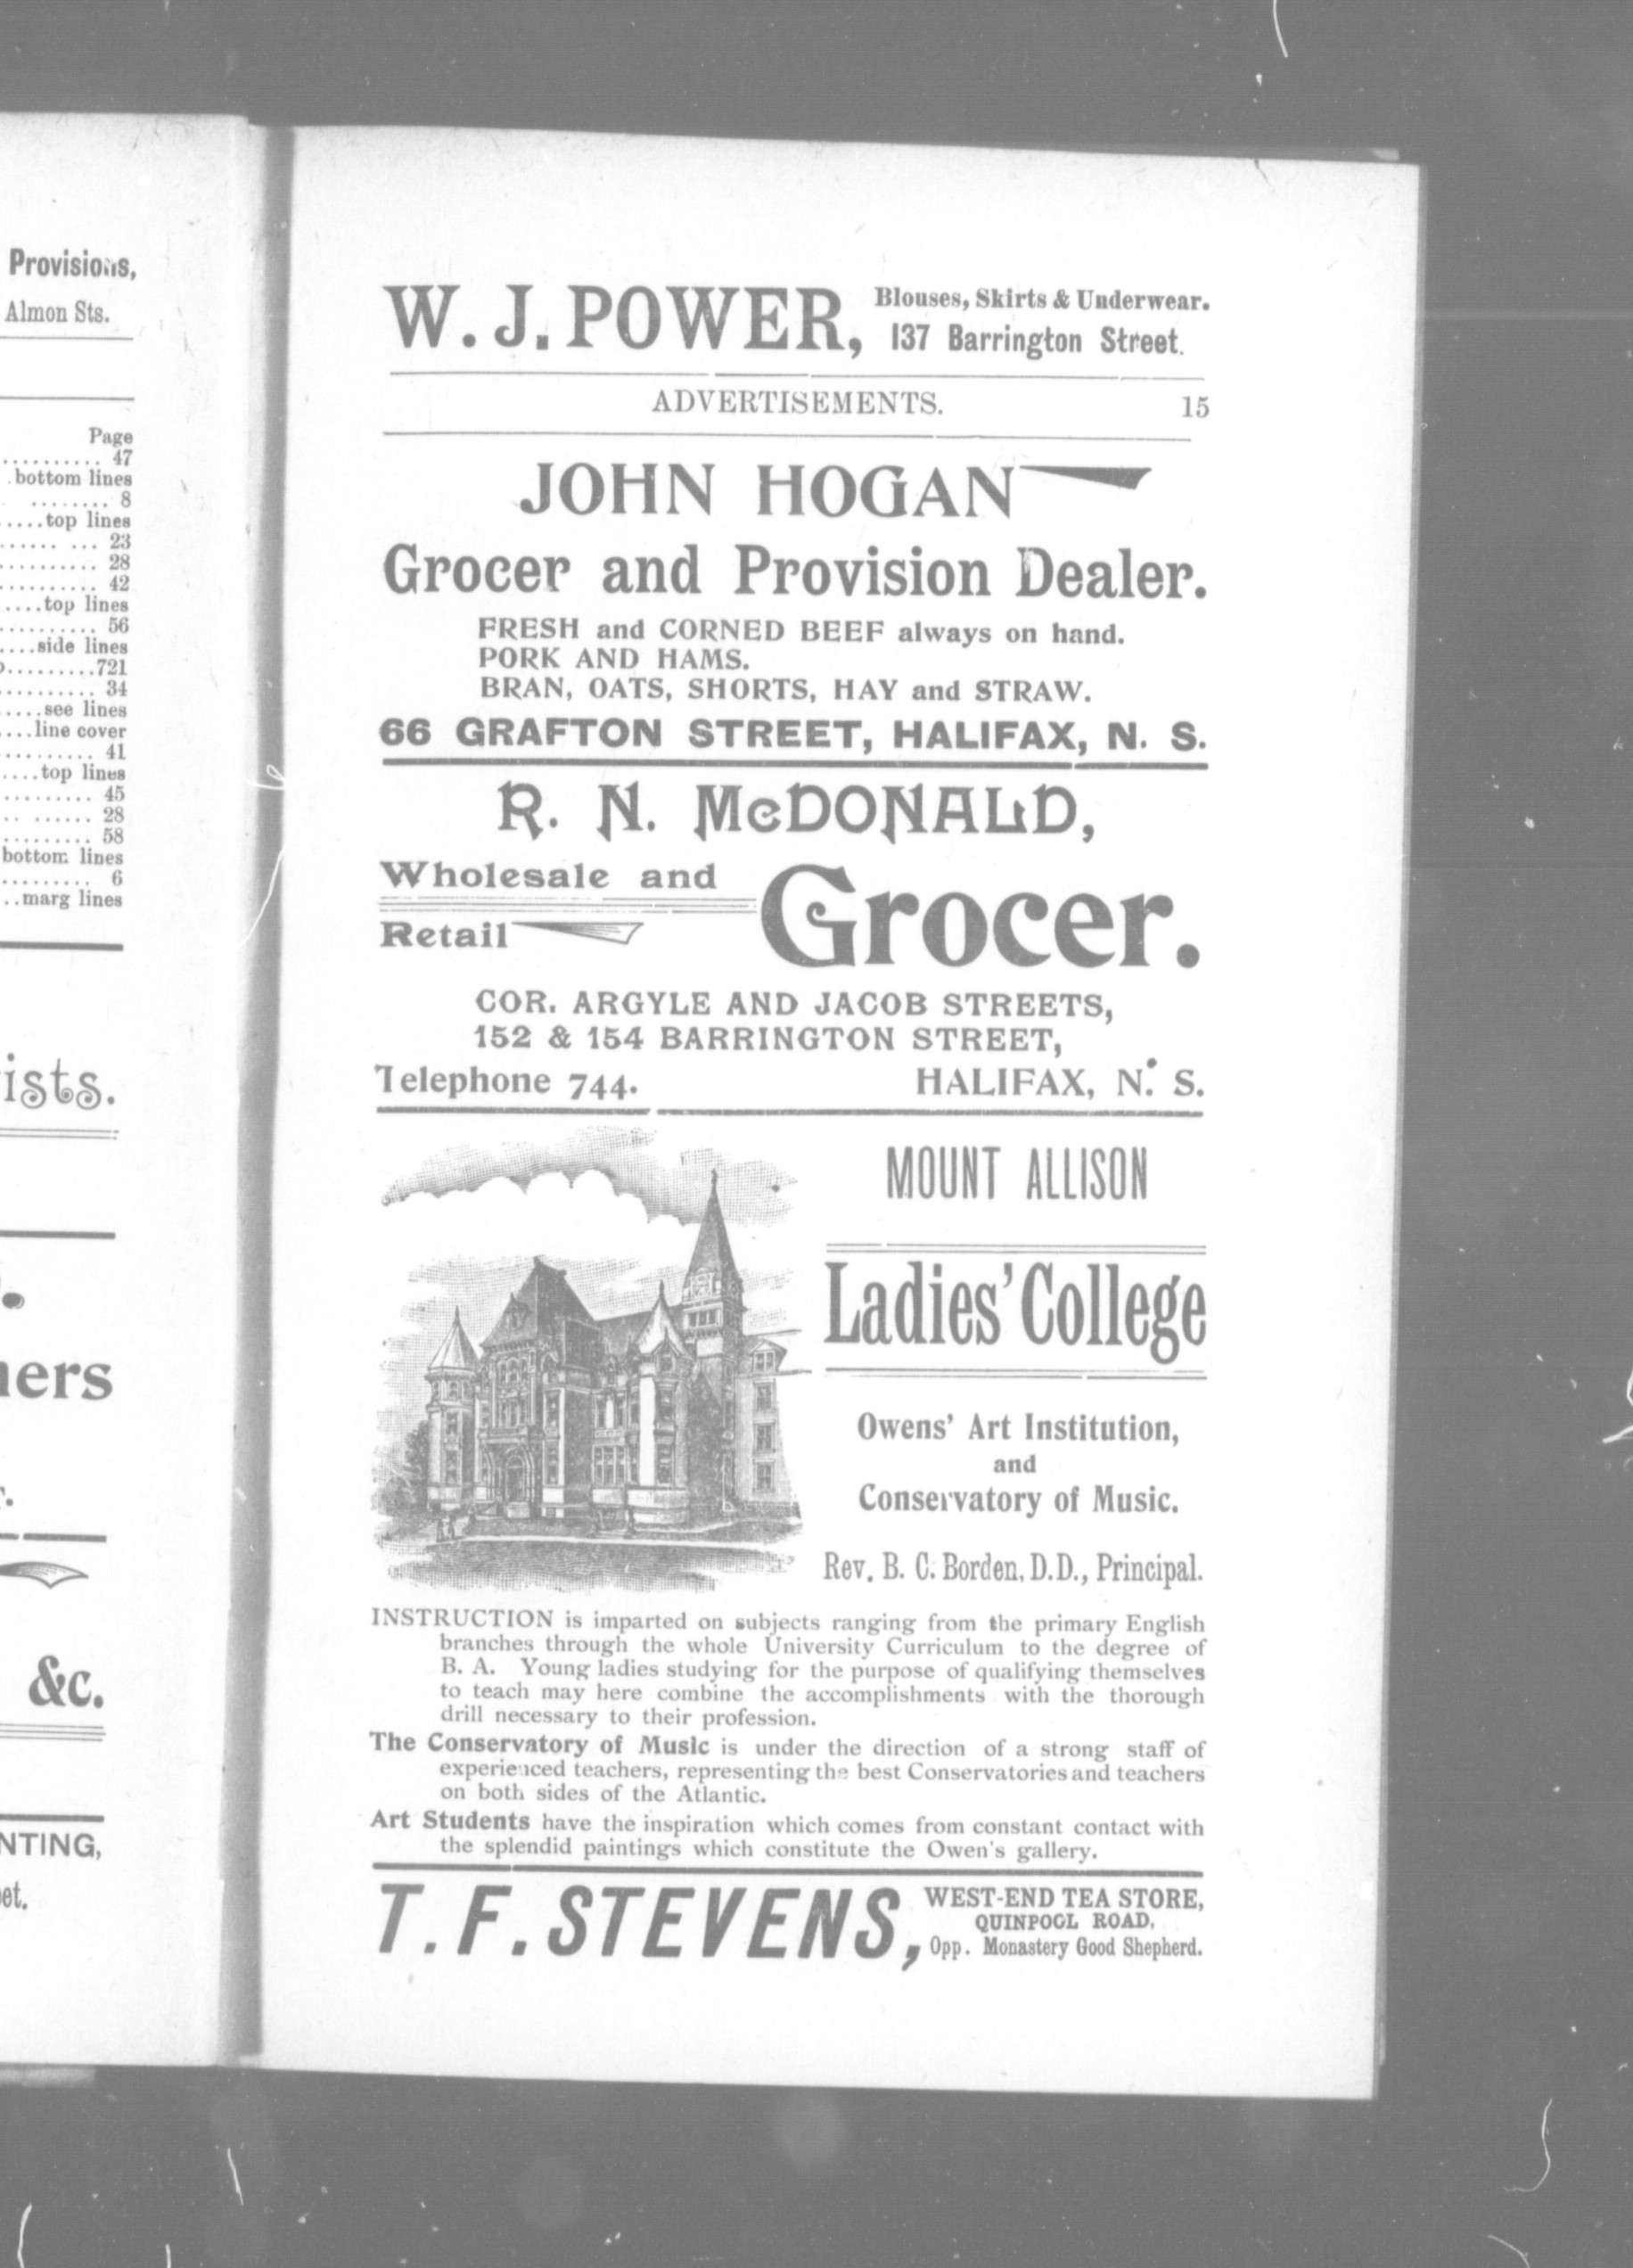 Provisions,
Almon Sts.
Page
.......... 47
.bottom lines
........ 8
.....top lines
...... ... 23
.......... 28
.......... 42
....top lines
.......... 56
....side lines
.........721
.......... 34
.....see lines
....line cover
.......... 41
....top lines
......... 45
.. ...... 28
......... 58
bottom lines
......... 6
..marg lines
ists.
&c.
NTING,
W. J. POWER, Blouses, Skirts & Underwear.
137 Barrington Street.
ADVERTISEMENTS. 15
JOHN HOGAN
Grocer and Provision Dealer.
FRESH and CORNED BEEF always on hand.
PORK AND HAMS.
BRAN, OATS, SHORTS, HAY and STRAW.
66 GRAFTON STREET, HALIFAX, N. S.
R. N. McDONALD,
Wholesale and
Retail
Grocer.
COR. ARGYLE AND JACOB STREETS,
152 & 154 BARRINGTON STREET,
Telephone 744. HALIFAX, N. S.
MOUNT ALLISON
Ladies' College
Owens' Art Institution,
and
Conservatory of Music.
Rev. B. C. Borden, D.D., Principal.
INSTRUCTION is imparted on subjects ranging from the primary English
branches through the whole University Curriculum to the degree of
B. A. Young ladies studying for the purpose of qualifying themselves
to teach may here combine the accomplishments with the thorough
drill necessary to their profession.
The Conservatory of Music is under the direction of a strong staff of
experienced teachers, representing the best Conservatories and teachers
on both sides of the Atlantic.
Art Students have the inspiration which comes from constant contact with
the splendid paintings which constitute the Owen's gallery.
T. F. STEVENS, WEST-END TEA STORE,
QUINPOOL ROAD,
Opp. Monastery Good Shepherd.